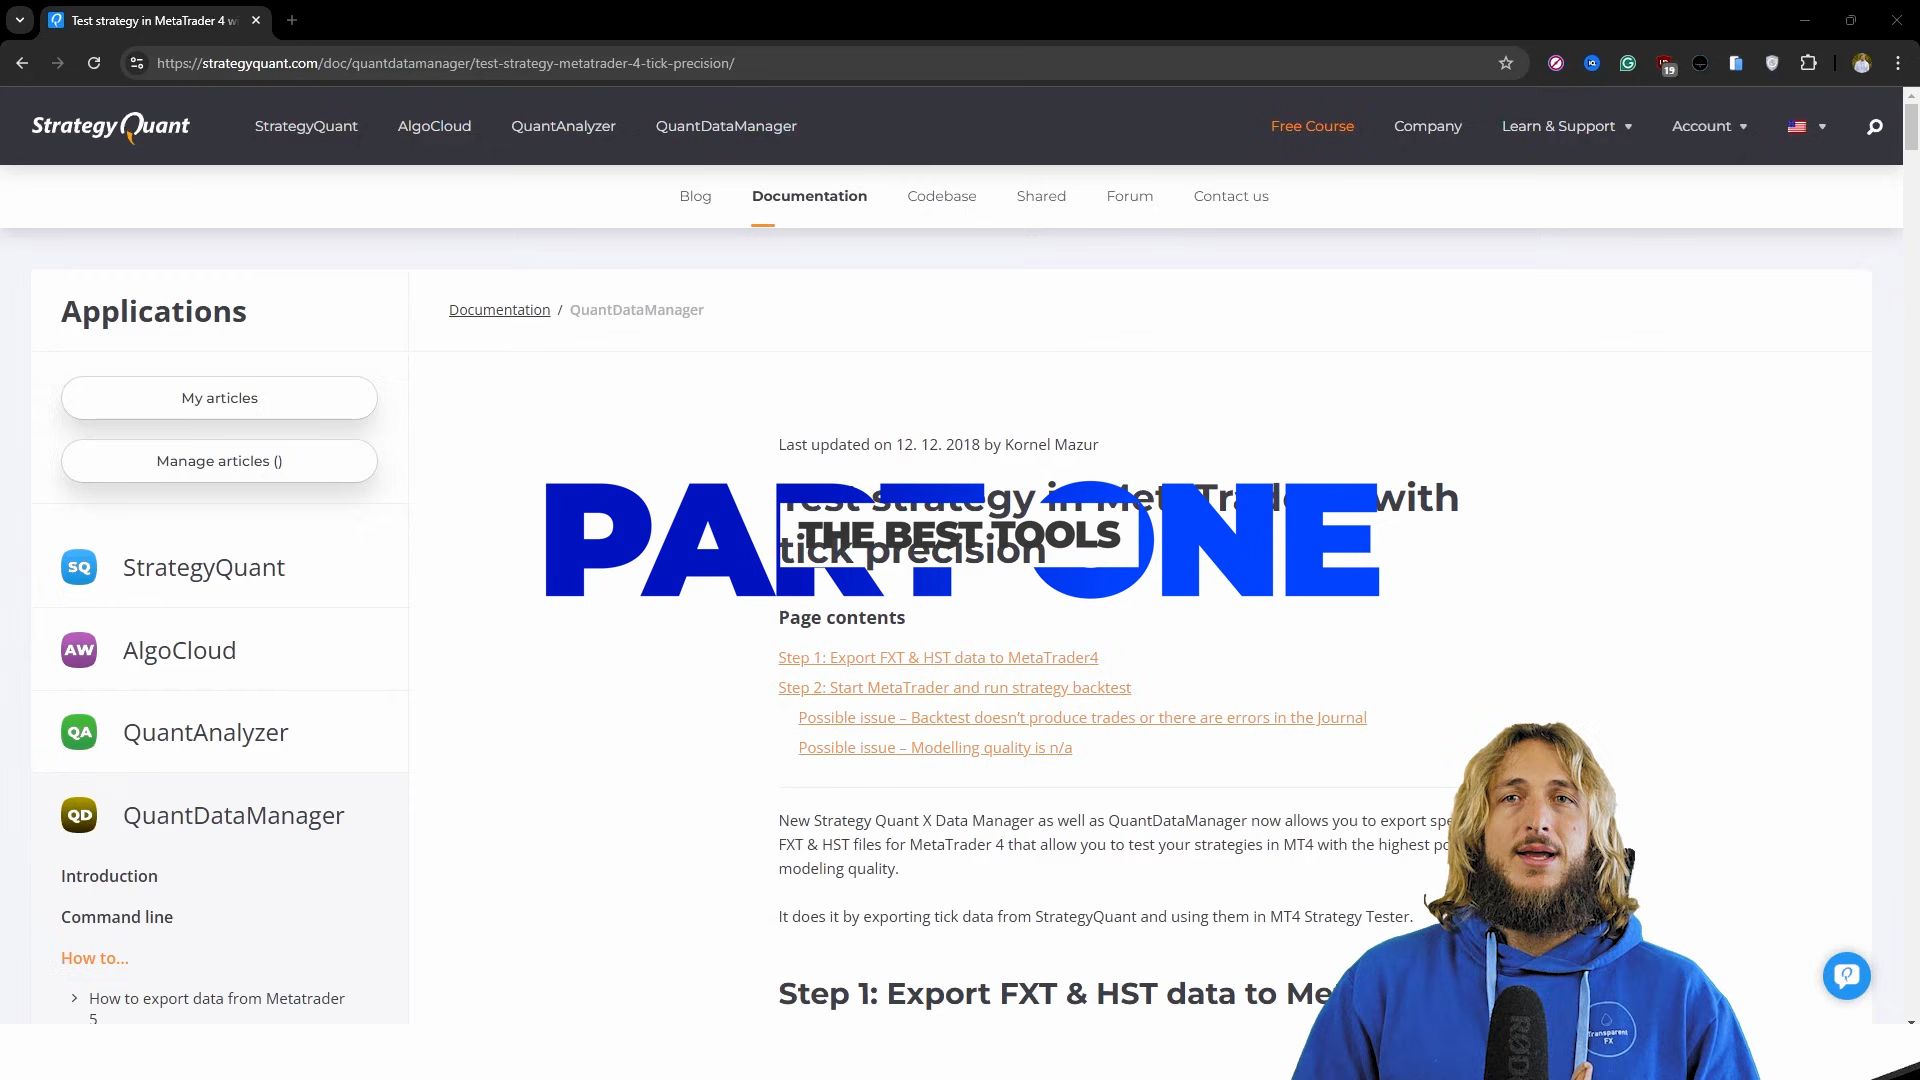 Test strategy in MetaTrader 4 w
https://strategyquant.com/doc/quantdatamanager/test-strategy-metatrader-4-tick-precision/
19
StrategyQuant
StrategyQuant
AlgoCloud
QuantAnalyzer
QuantDataManager
Free Course
Company
Learn & Support
Account
Blog
Documentation
Codebase
Shared
Forum
Contact us
Applications
My articles
Manage articles ()
SQ StrategyQuant
AW AlgoCloud
QA QuantAnalyzer
QD QuantDataManager
Introduction
Command line
How to...
How to export data from Metatrader
5
Documentation / QuantDataManager
Last updated on 12. 12. 2018 by Kornel Mazur
Test strategy in MetaTrader with
tick precision
PART ONE
THE BEST TOOLS
Page contents
Step 1: Export FXT & HST data to MetaTrader4
Step 2: Start MetaTrader and run strategy backtest
Possible issue – Backtest doesn't produce trades or there are errors in the Journal
Possible issue – Modelling quality is n/a
New Strategy Quant X Data Manager as well as QuantDataManager now allows you to export spe
FXT & HST files for MetaTrader 4 that allow you to test your strategies in MT4 with the highest po
modeling quality.
It does it by exporting tick data from StrategyQuant and using them in MT4 Strategy Tester.
Step 1: Export FXT & HST data to Me
Transparent
FX
RØDE